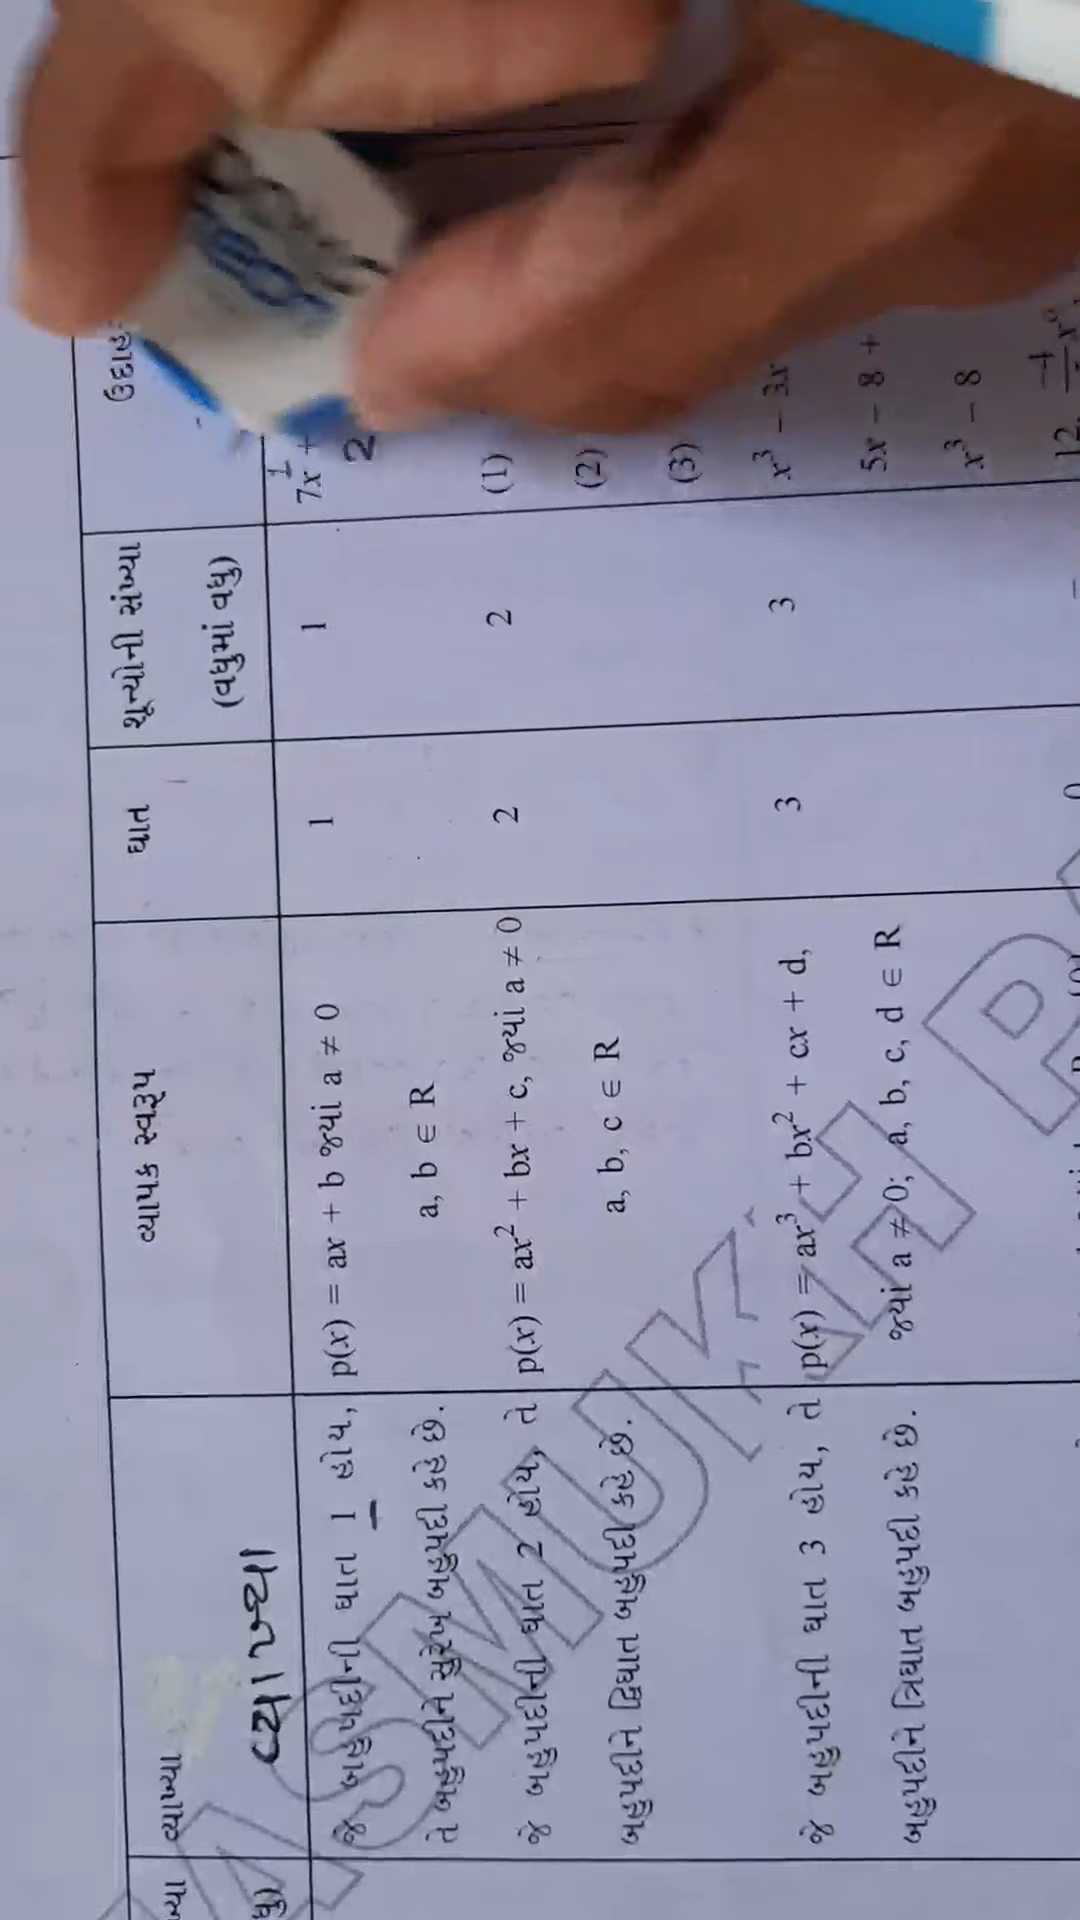 વ્યાખ્યા
વ્યાપક સ્વરૂપ
ઘાત
શૂન્યોની સંખ્યા
(વધુમાં વધુ)
વ્યાખ્યા
જે બહુપદીની ઘાત 1 હોય,
તે બહુપદીને સુરેખ બહુપદી કહે છે.
p(x) = ax + b જ્યાં a ≠ 0
a, b ∈ R
1
1
7x +
2
જે બહુપદીની ઘાત 2 હોય, તે
બહુપદીને દ્વિઘાત બહુપદી કહે છે.
p(x) = ax² + bx + c, જ્યાં a ≠ 0
a, b, c ∈ R
2
2
(1)
(2)
(3)
જે બહુપદીની ઘાત 3 હોય, તે
બહુપદીને ત્રિઘાત બહુપદી કહે છે.
p(x) = ax³ + bx² + cx + d,
જ્યાં a ≠ 0; a, b, c, d ∈ R
3
3
x³ – 3x
5x – 8 +
x³ – 8